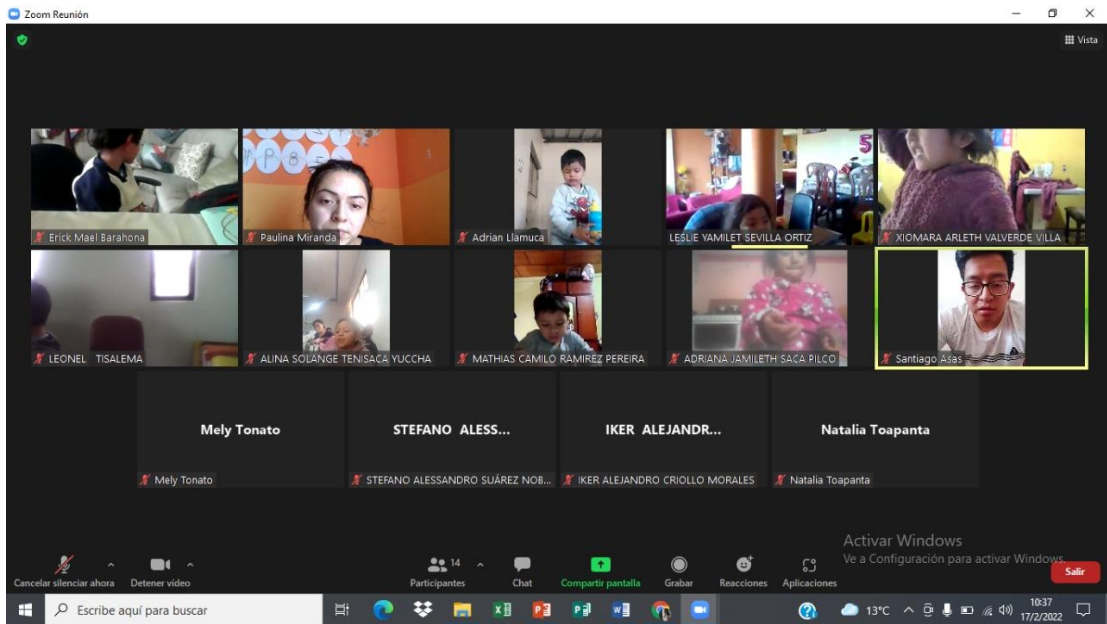 Zoom Reunión
Vista
5
Erick Mael Barahona
Paulina Miranda
Adrian Llamuca
LESLIE YAMILET SEVILLA ORTIZ
XIOMARA ARLETH VALVERDE VILLA
LEONEL TISALEMA
ALINA SOLANGE TENISACA YUCCHA
MATHIAS CAMILO RAMIREZ PEREIRA
ADRIANA JAMILETH SACA PILCO
Santiago Asas
Mely Tonato
STEFANO ALESS...
IKER ALEJANDR...
Natalia Toapanta
Mely Tonato
STEFANO ALESSANDRO SUÁREZ NOB...
IKER ALEJANDRO CRIOLLO MORALES
Natalia Toapanta
Activar Windows
Ve a Configuración para activar Windows.
14
Cancelar silenciar ahora
Detener vídeo
Participantes
Chat
Compartir pantalla
Grabar
Reacciones
Aplicaciones
Salir
Escribe aquí para buscar
13°C
10:37
17/2/2022